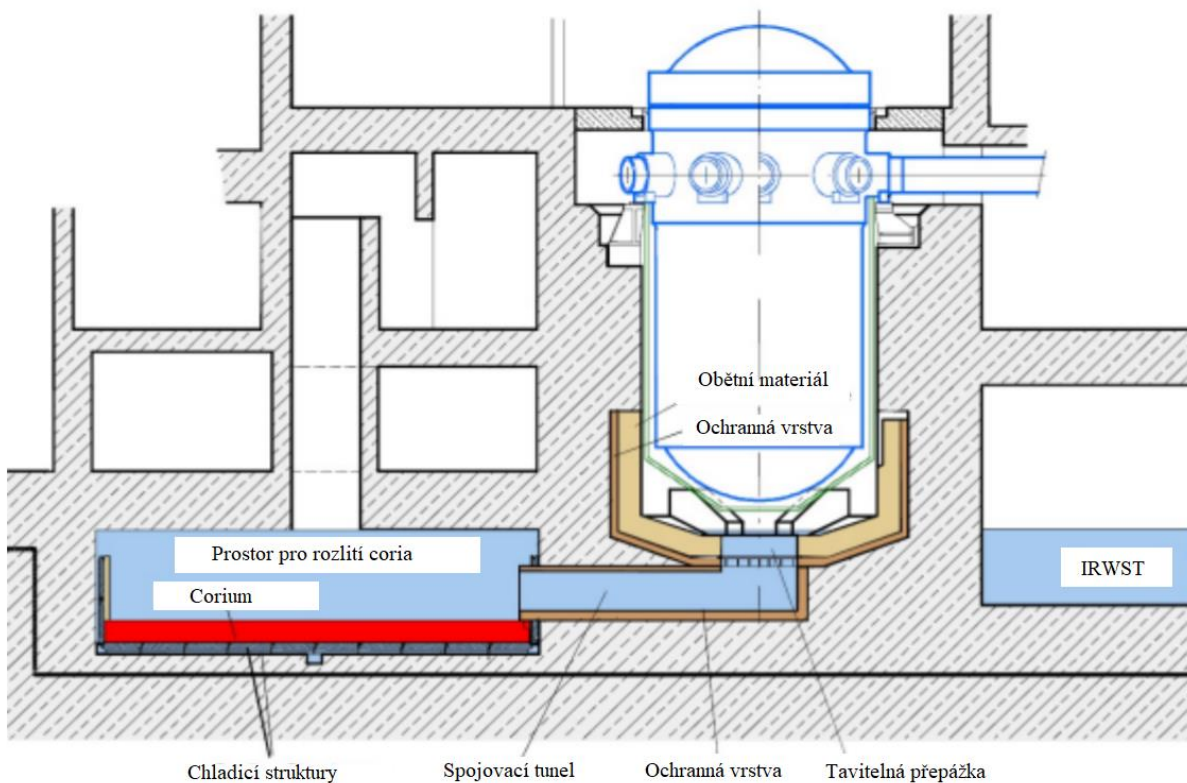 Obětní materiál
Ochranná vrstva
Prostor pro rozlití coria
IRWST
Corium
Chladicí struktury
Spojovací tunel
Ochranná vrstva
Tavitelná přepážka